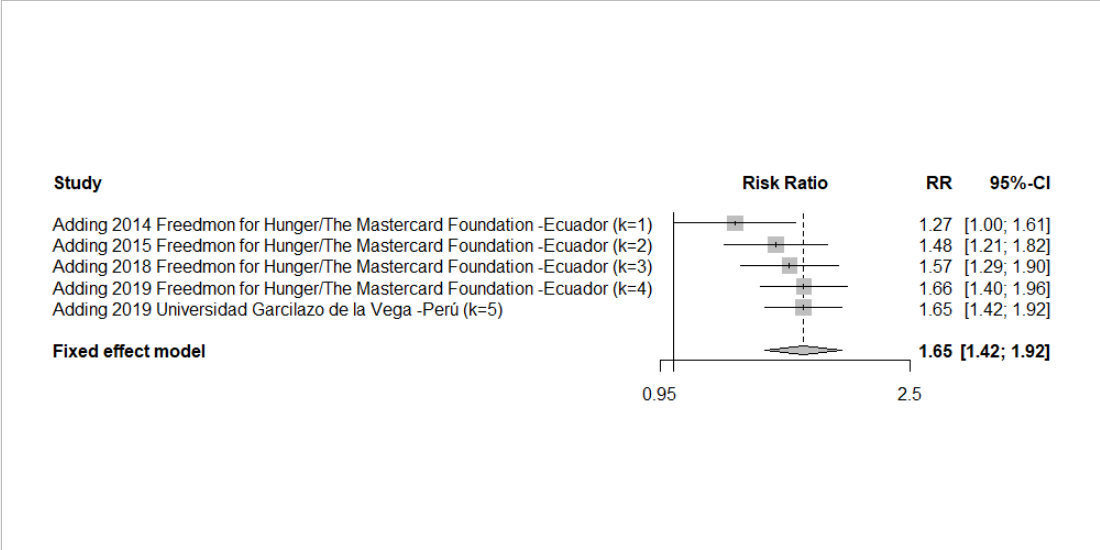 Study Risk Ratio RR 95%-CI
Adding 2014 Freedmon for Hunger/The Mastercard Foundation -Ecuador (k=1) 1.27 [1.00; 1.61]
Adding 2015 Freedmon for Hunger/The Mastercard Foundation -Ecuador (k=2) 1.48 [1.21; 1.82]
Adding 2018 Freedmon for Hunger/The Mastercard Foundation -Ecuador (k=3) 1.57 [1.29; 1.90]
Adding 2019 Freedmon for Hunger/The Mastercard Foundation -Ecuador (k=4) 1.66 [1.40; 1.96]
Adding 2019 Universidad Garcilazo de la Vega -Perú (k=5) 1.65 [1.42; 1.92]
Fixed effect model 1.65 [1.42; 1.92]
0.95 2.5